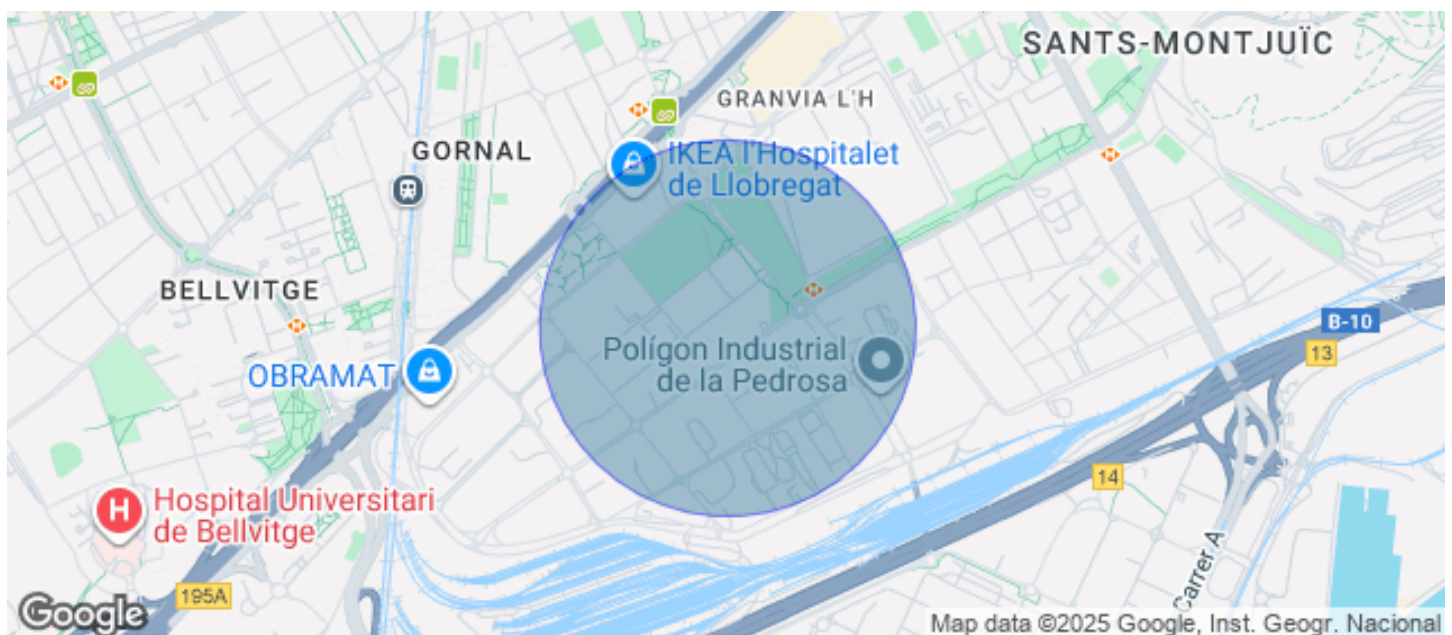 SANTS-MONTJUÏC
GRANVIA L'H
GORNAL
IKEA l'Hospitalet
de Llobregat
BELLVITGE
B-10
13
Polígon Industrial
de la Pedrosa
OBRAMAT
14
H
Hospital Universitari
de Bellvitge
195A
Carrer A
Google
Map data ©2025 Google, Inst. Geogr. Nacional